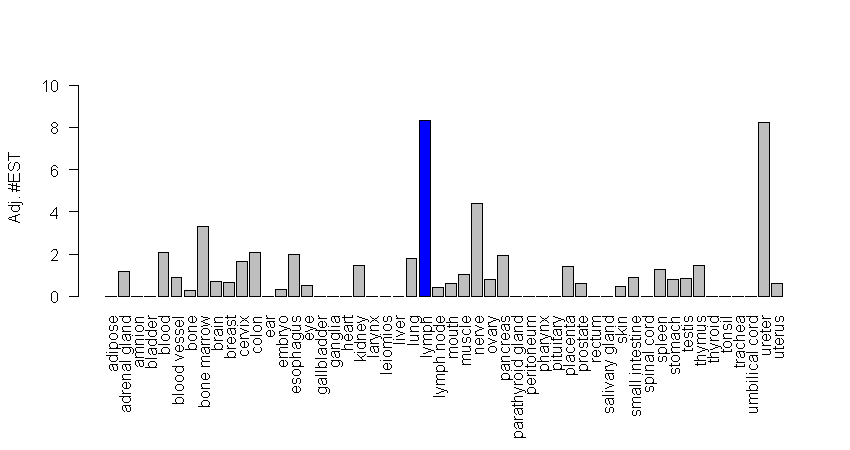 Adj. #EST
10
8
6
4
2
0
adipose
adrenal gland
amnion
bladder
blood
blood vessel
bone
bone marrow
brain
breast
cervix
colon
ear
embryo
esophagus
eye
gallbladder
ganglia
heart
kidney
larynx
leiomios
liver
lung
lymph
lymph node
mouth
muscle
nerve
ovary
pancreas
parathyroid gland
peritoneum
pharynx
pituitary
placenta
prostate
rectum
salivary gland
skin
small intestine
spinal cord
spleen
stomach
testis
thymus
thyroid
tonsil
trachea
umbilical cord
ureter
uterus